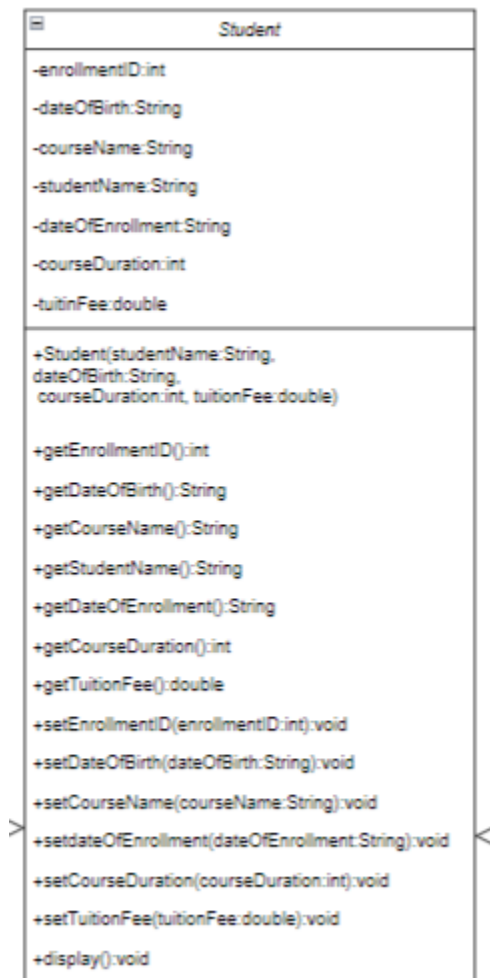 Student
-enrollmentID:int
-dateOfBirth:String
-courseName:String
-studentName:String
-dateOfEnrollment:String
-courseDuration:int
-tuitinFee:double
+Student(studentName:String,
dateOfBirth:String,
courseDuration:int, tuitionFee:double)
+getEnrollmentID():int
+getDateOfBirth():String
+getCourseName():String
+getStudentName():String
+getDateOfEnrollment():String
+getCourseDuration():int
+getTuitionFee():double
+setEnrollmentID(enrollmentID:int):void
+setDateOfBirth(dateOfBirth:String):void
+setCourseName(courseName:String):void
+setdateOfEnrollment(dateOfEnrollment:String):void
+setCourseDuration(courseDuration:int):void
+setTuitionFee(tuitionFee:double):void
+display():void